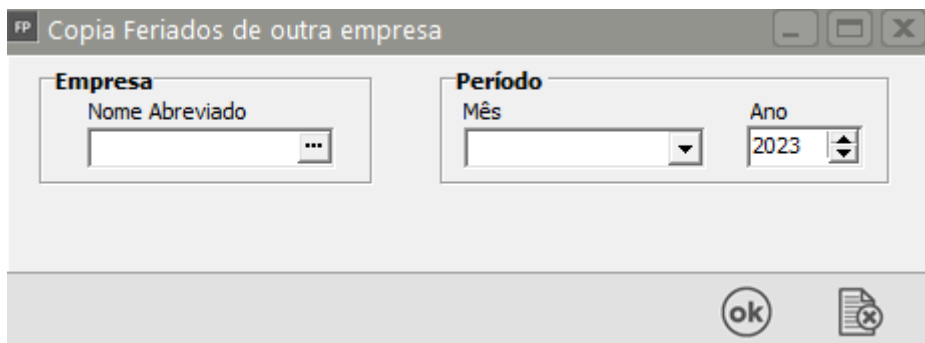 FP Copia Feriados de outra empresa
Empresa
Nome Abreviado
...
Período
Mês
Ano
2023
ok